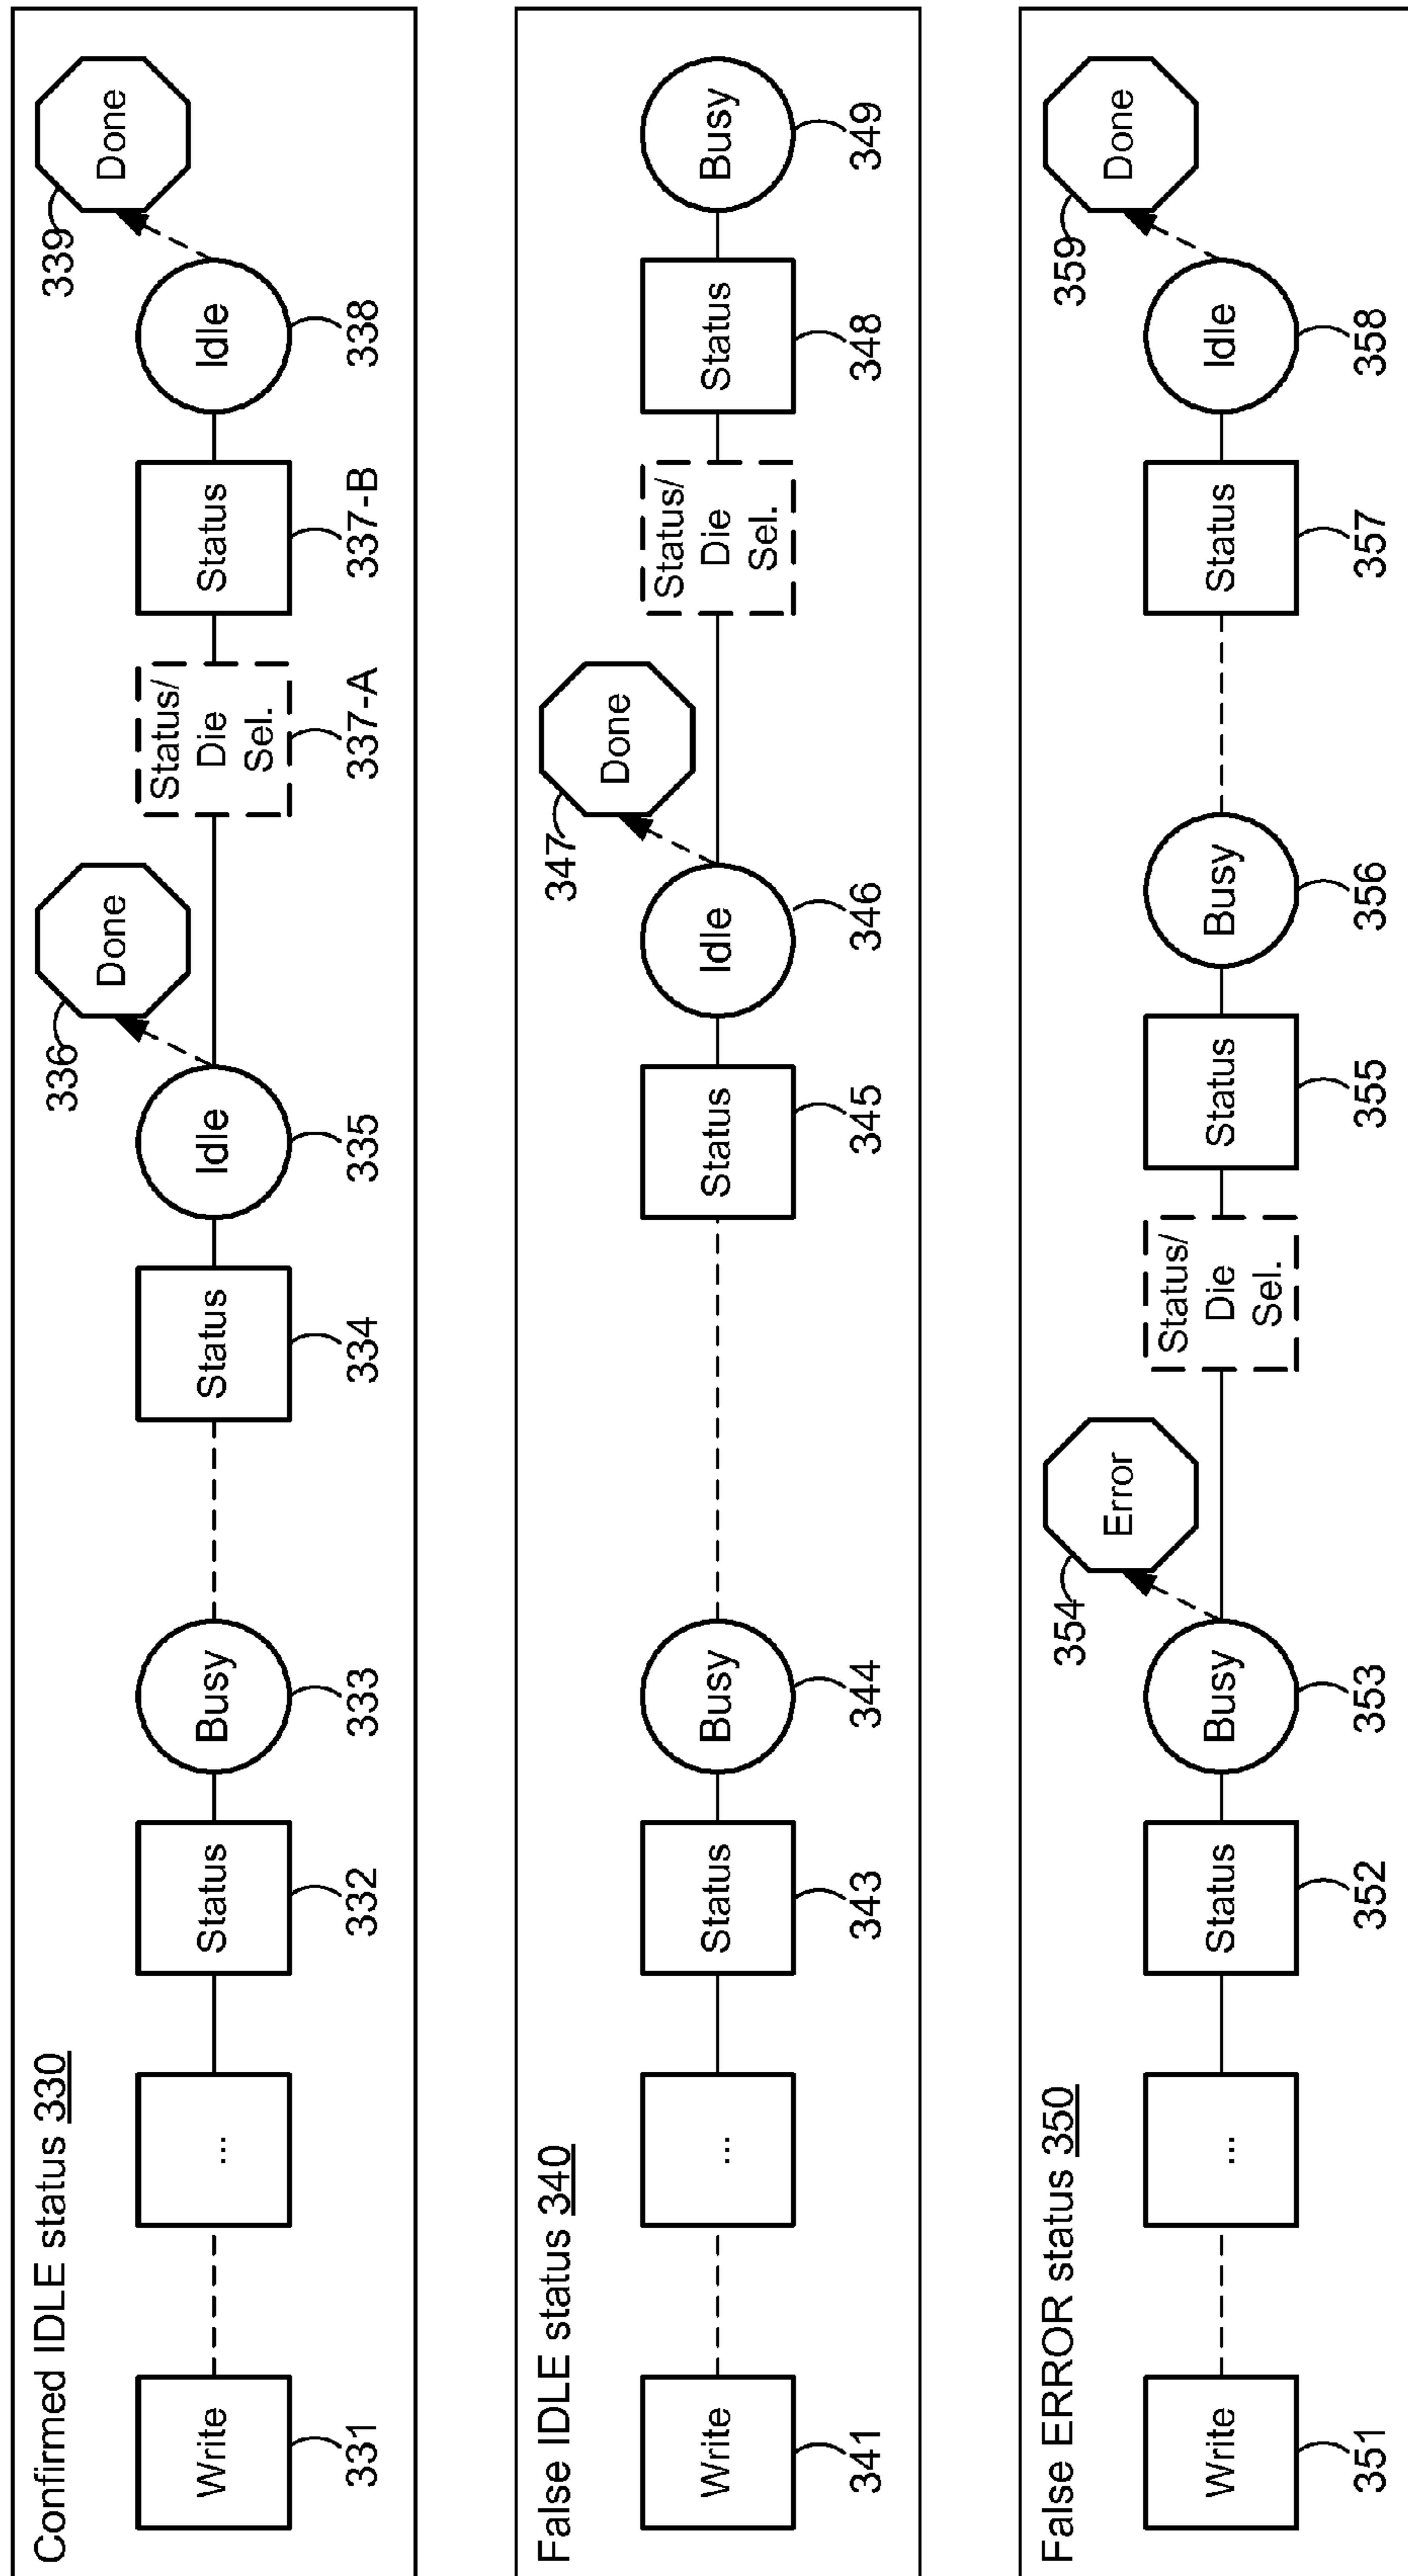 Confirmed IDLE status 330
Write
331
...
Status
332
Busy
333
Status
334
Idle
335
336
Done
Status/
Die
Sel.
337-A
Status
337-B
Idle
338
339
Done
False IDLE status 340
Write
341
...
Status
343
Busy
344
Status
345
Idle
346
347
Done
Status/
Die
Sel.
Status
348
Busy
349
False ERROR status 350
Write
351
...
Status
352
Busy
353
354
Error
Status/
Die
Sel.
Status
355
Busy
356
Status
357
Idle
358
359
Done